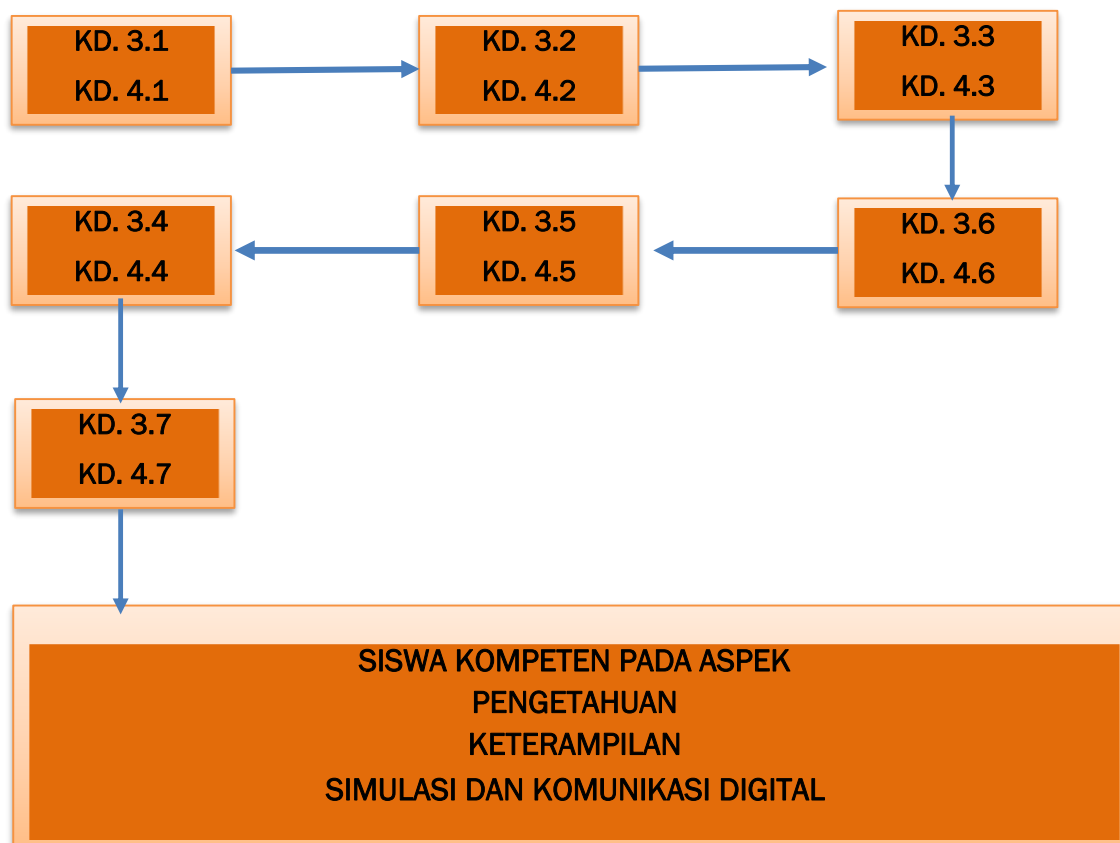 KD. 3.1
KD. 4.1
KD. 3.2
KD. 4.2
KD. 3.3
KD. 4.3
KD. 3.4
KD. 4.4
KD. 3.5
KD. 4.5
KD. 3.6
KD. 4.6
KD. 3.7
KD. 4.7
SISWA KOMPETEN PADA ASPEK
PENGETAHUAN
KETERAMPILAN
SIMULASI DAN KOMUNIKASI DIGITAL